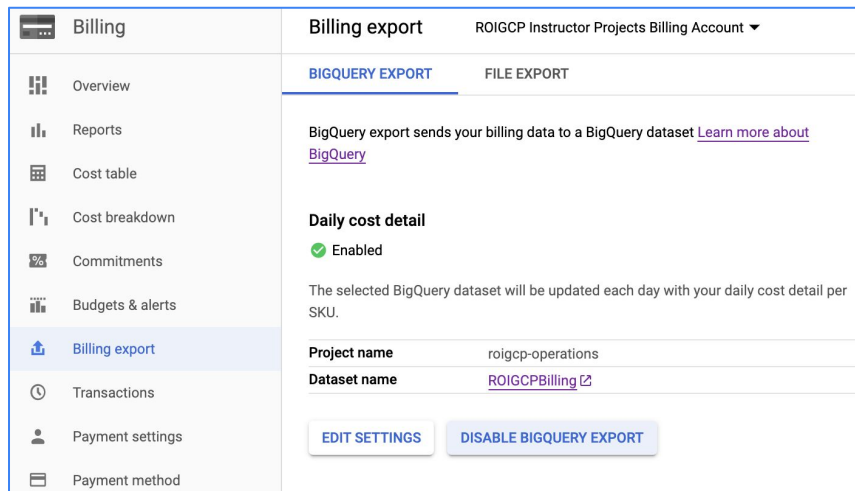 Billing
Overview
Reports
Cost table
Cost breakdown
Commitments
Budgets & alerts
Billing export
Transactions
Payment settings
Payment method
Billing export ROIGCP Instructor Projects Billing Account
BIGQUERY EXPORT FILE EXPORT
BigQuery export sends your billing data to a BigQuery dataset Learn more about
BigQuery
Daily cost detail
Enabled
The selected BigQuery dataset will be updated each day with your daily cost detail per
SKU.
Project name roigcp-operations
Dataset name ROIGCPBilling
EDIT SETTINGS DISABLE BIGQUERY EXPORT